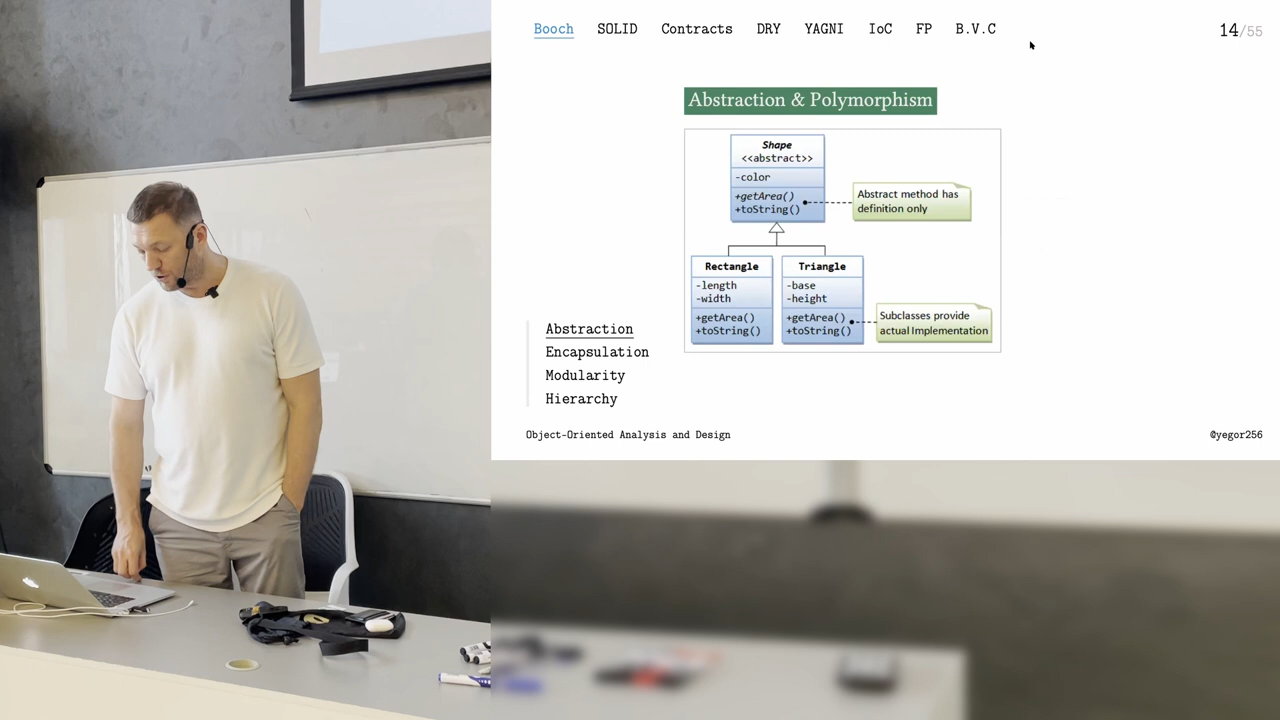 Booch SOLID Contracts DRY YAGNI IoC FP B.V.C 14/55
Abstraction & Polymorphism
Shape
<<abstract>>
-color
+getArea()
+toString()
Abstract method has
definition only
Rectangle
-length
-width
+getArea()
+toString()
Triangle
-base
-height
+getArea()
+toString()
Subclasses provide
actual Implementation
Abstraction
Encapsulation
Modularity
Hierarchy
Object-Oriented Analysis and Design @yegor256